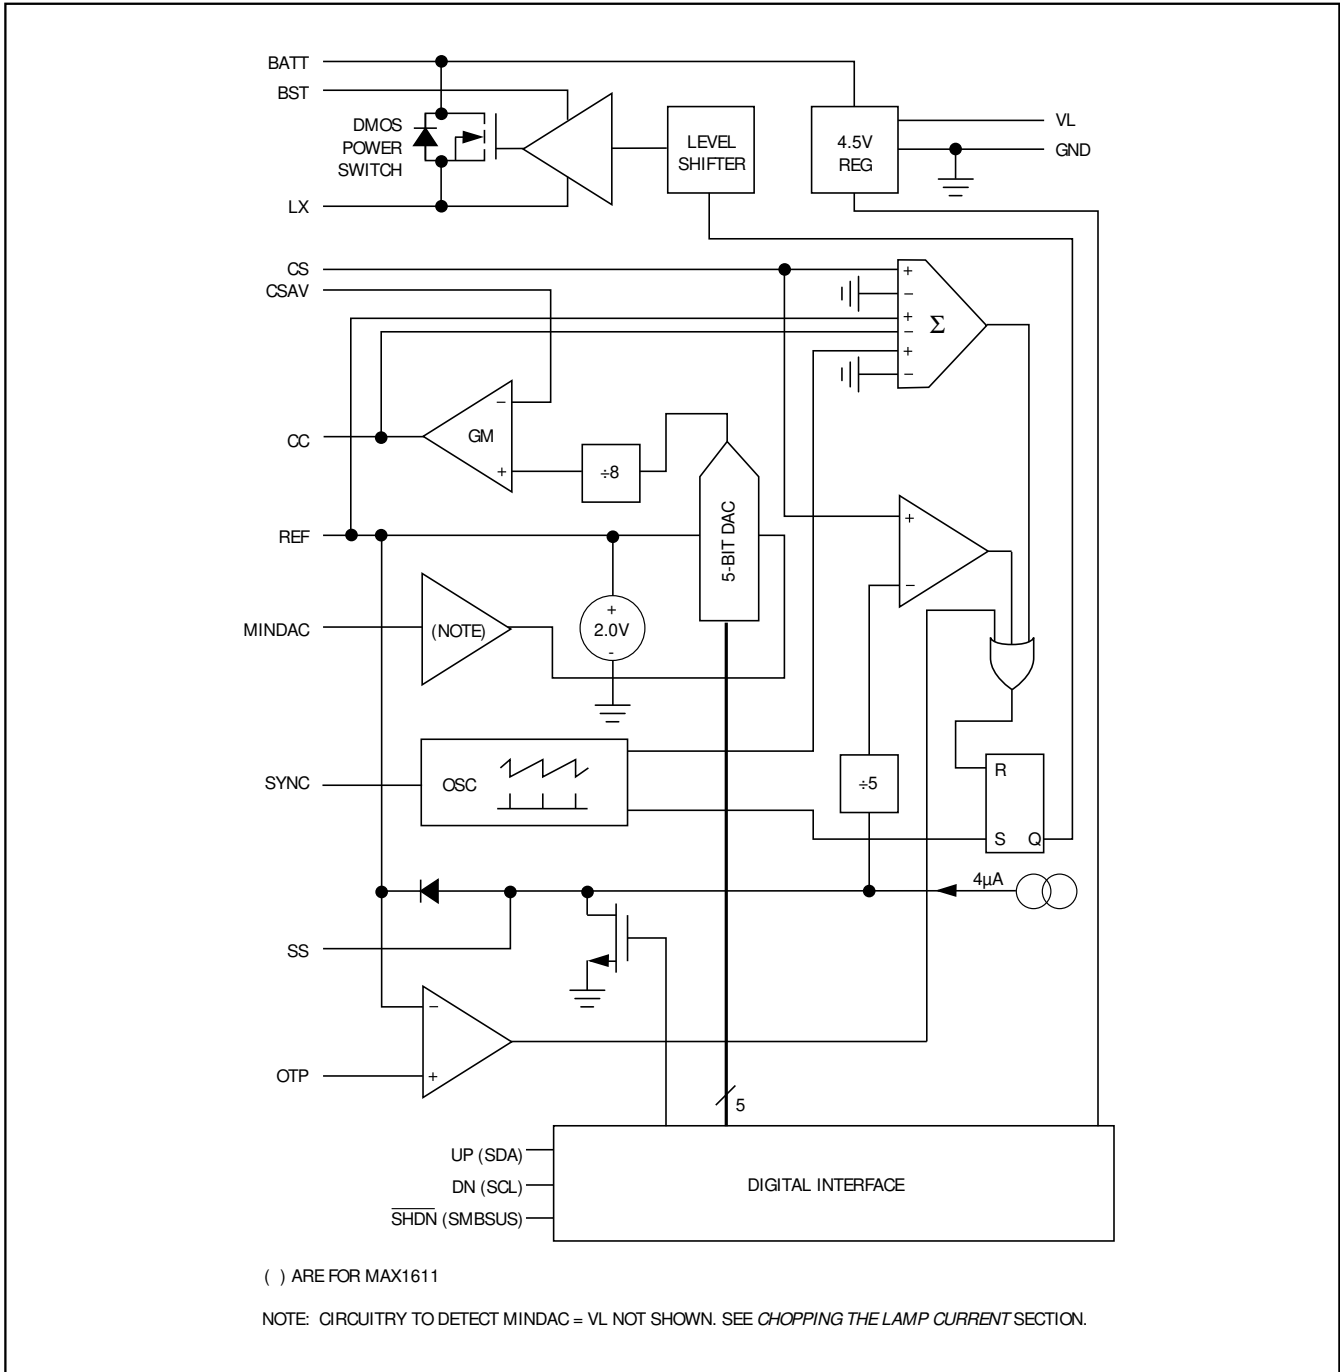 BATT
BST
DMOS
POWER
SWITCH
LEVEL
SHIFTER
4.5V
REG
VL
GND
LX
CS
CSAV
+
−
+
−
+
−
Σ
−
GM
+
CC
÷8
5-BIT DAC
REF
+
−
+
2.0V
-
MINDAC
(NOTE)
SYNC
OSC
÷5
R
S Q
4µA
SS
−
+
OTP
5
UP (SDA)
DN (SCL)
SHDN (SMBSUS)
DIGITAL INTERFACE
( ) ARE FOR MAX1611
NOTE: CIRCUITRY TO DETECT MINDAC = VL NOT SHOWN. SEE CHOPPING THE LAMP CURRENT SECTION.